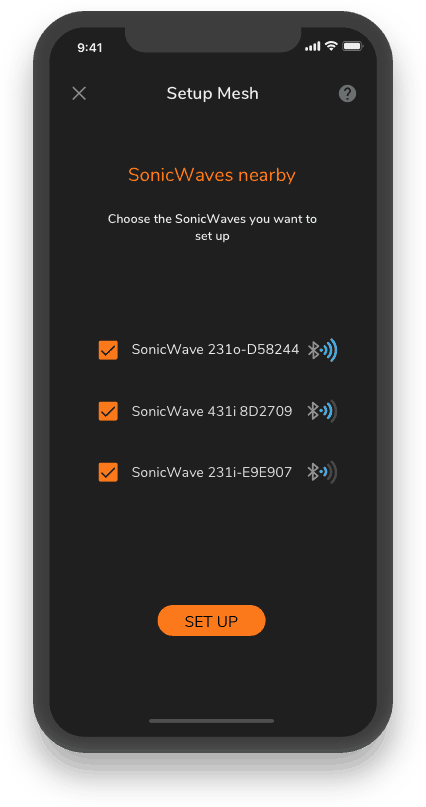 9:41
Setup Mesh
SonicWaves nearby
Choose the SonicWaves you want to
set up
SonicWave 231o-D58244
SonicWave 431i 8D2709
SonicWave 231i-E9E907
SET UP